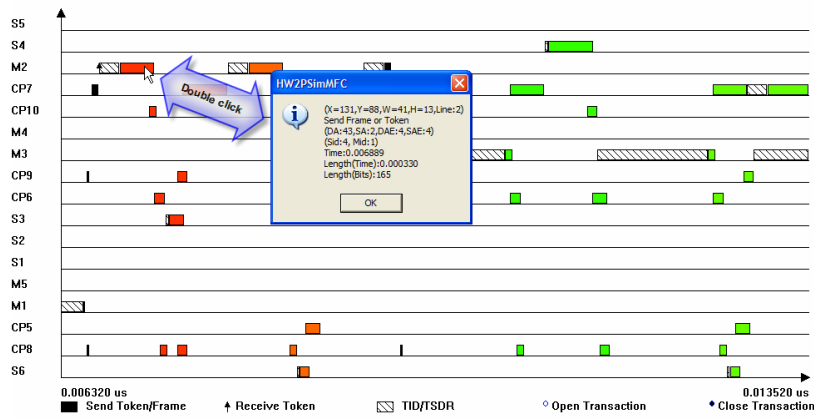 S5
S4
M2
CP7
CP10
M4
M3
CP9
CP6
S3
S2
S1
M5
M1
CP5
CP8
S6
Double click
HW2PSimMFC
(X=131,Y=88,W=41,H=13,Line:2)
Send Frame or Token
(DA:43,SA:2,DAE:4,SAE:4)
(Sid:4, Mid:1)
Time:0.006889
Length(Time):0.000330
Length(Bits):165
OK
0.006320 us
0.013520 us
Send Token/Frame
Receive Token
TID/TSDR
Open Transaction
Close Transaction